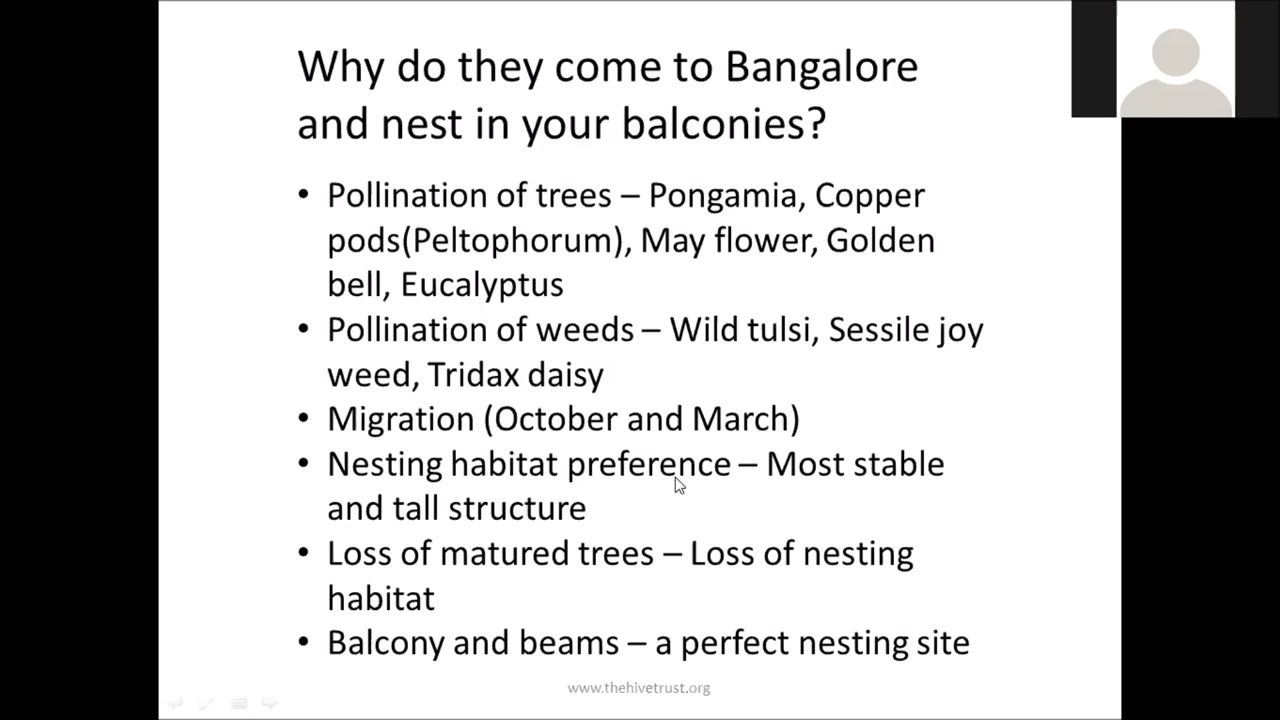 Why do they come to Bangalore
and nest in your balconies?
• Pollination of trees – Pongamia, Copper
pods(Peltophorum), May flower, Golden
bell, Eucalyptus
• Pollination of weeds – Wild tulsi, Sessile joy
weed, Tridax daisy
• Migration (October and March)
• Nesting habitat preference – Most stable
and tall structure
• Loss of matured trees – Loss of nesting
habitat
• Balcony and beams – a perfect nesting site
www.thehivetrust.org